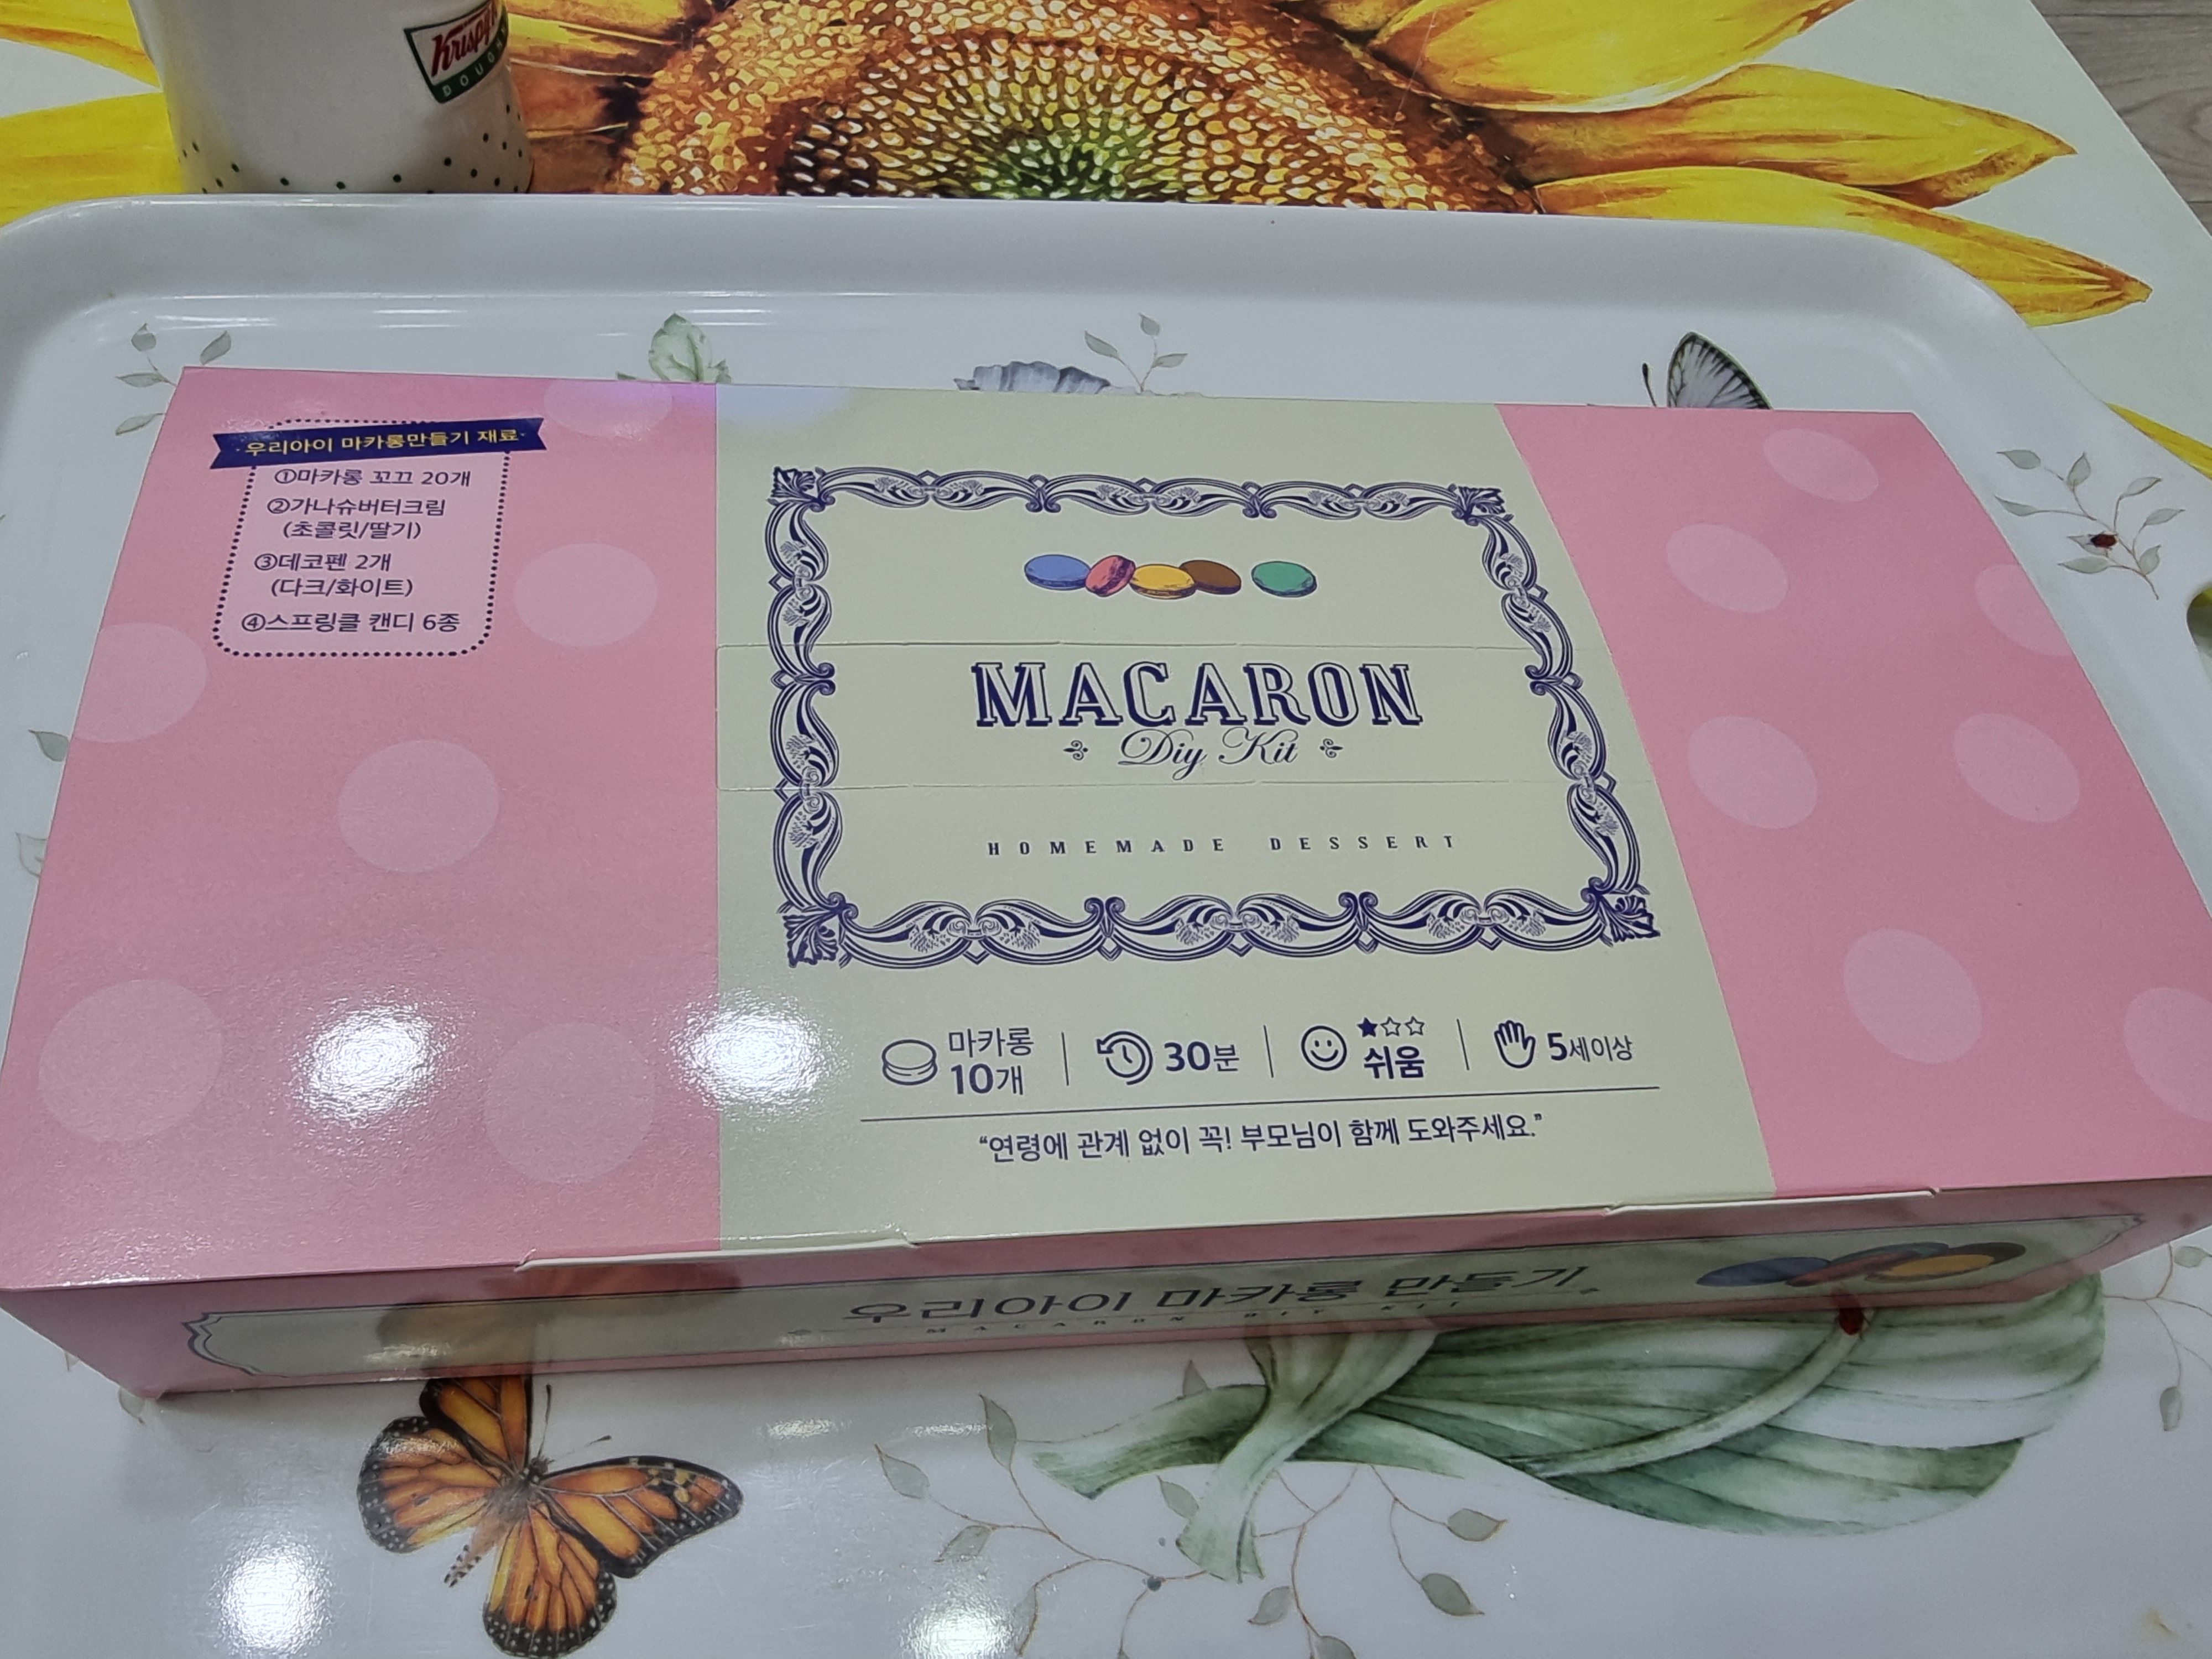 Krispy
DOUGH
우리아이 마카롱만들기 재료
①마카롱 꼬끄 20개
②가나슈버터크림
(초콜릿/딸기)
③데코펜 2개
(다크/화이트)
④스프링클 캔디 6종
MACARON
Diy Kit
HOMEMADE DESSERT
마카롱
10개
30분
쉬움
5세이상
“연령에 관계 없이 꼭! 부모님이 함께 도와주세요.”
우리아이 마카롱 만들기
MACARON DIY KIT